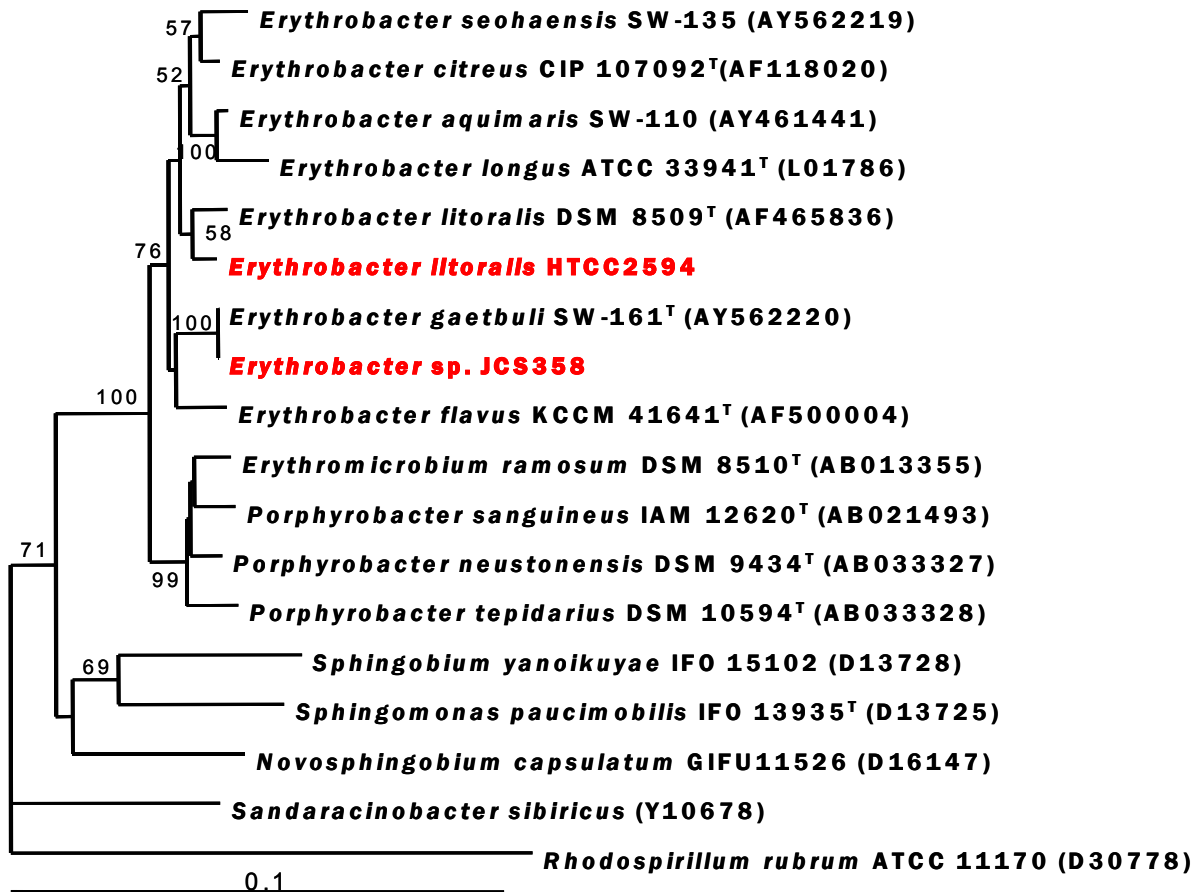 57
Erythrobacter seohaensis SW-135 (AY562219)
52
Erythrobacter citreus CIP 107092ᵀ(AF118020)
Erythrobacter aquimaris SW-110 (AY461441)
100
Erythrobacter longus ATCC 33941ᵀ (L01786)
Erythrobacter litoralis DSM 8509ᵀ (AF465836)
58
76
Erythrobacter litoralis HTCC2594
100
Erythrobacter gaetbuli SW-161ᵀ (AY562220)
Erythrobacter sp. JCS358
100
Erythrobacter flavus KCCM 41641ᵀ (AF500004)
Erythromicrobium ramosum DSM 8510ᵀ (AB013355)
Porphyrobacter sanguineus IAM 12620ᵀ (AB021493)
71
Porphyrobacter neustonensis DSM 9434ᵀ (AB033327)
99
Porphyrobacter tepidarius DSM 10594ᵀ (AB033328)
69
Sphingobium yanoikuyae IFO 15102 (D13728)
Sphingomonas paucimobilis IFO 13935ᵀ (D13725)
Novosphingobium capsulatum GIFU11526 (D16147)
Sandaracinobacter sibiricus (Y10678)
Rhodospirillum rubrum ATCC 11170 (D30778)
0.1